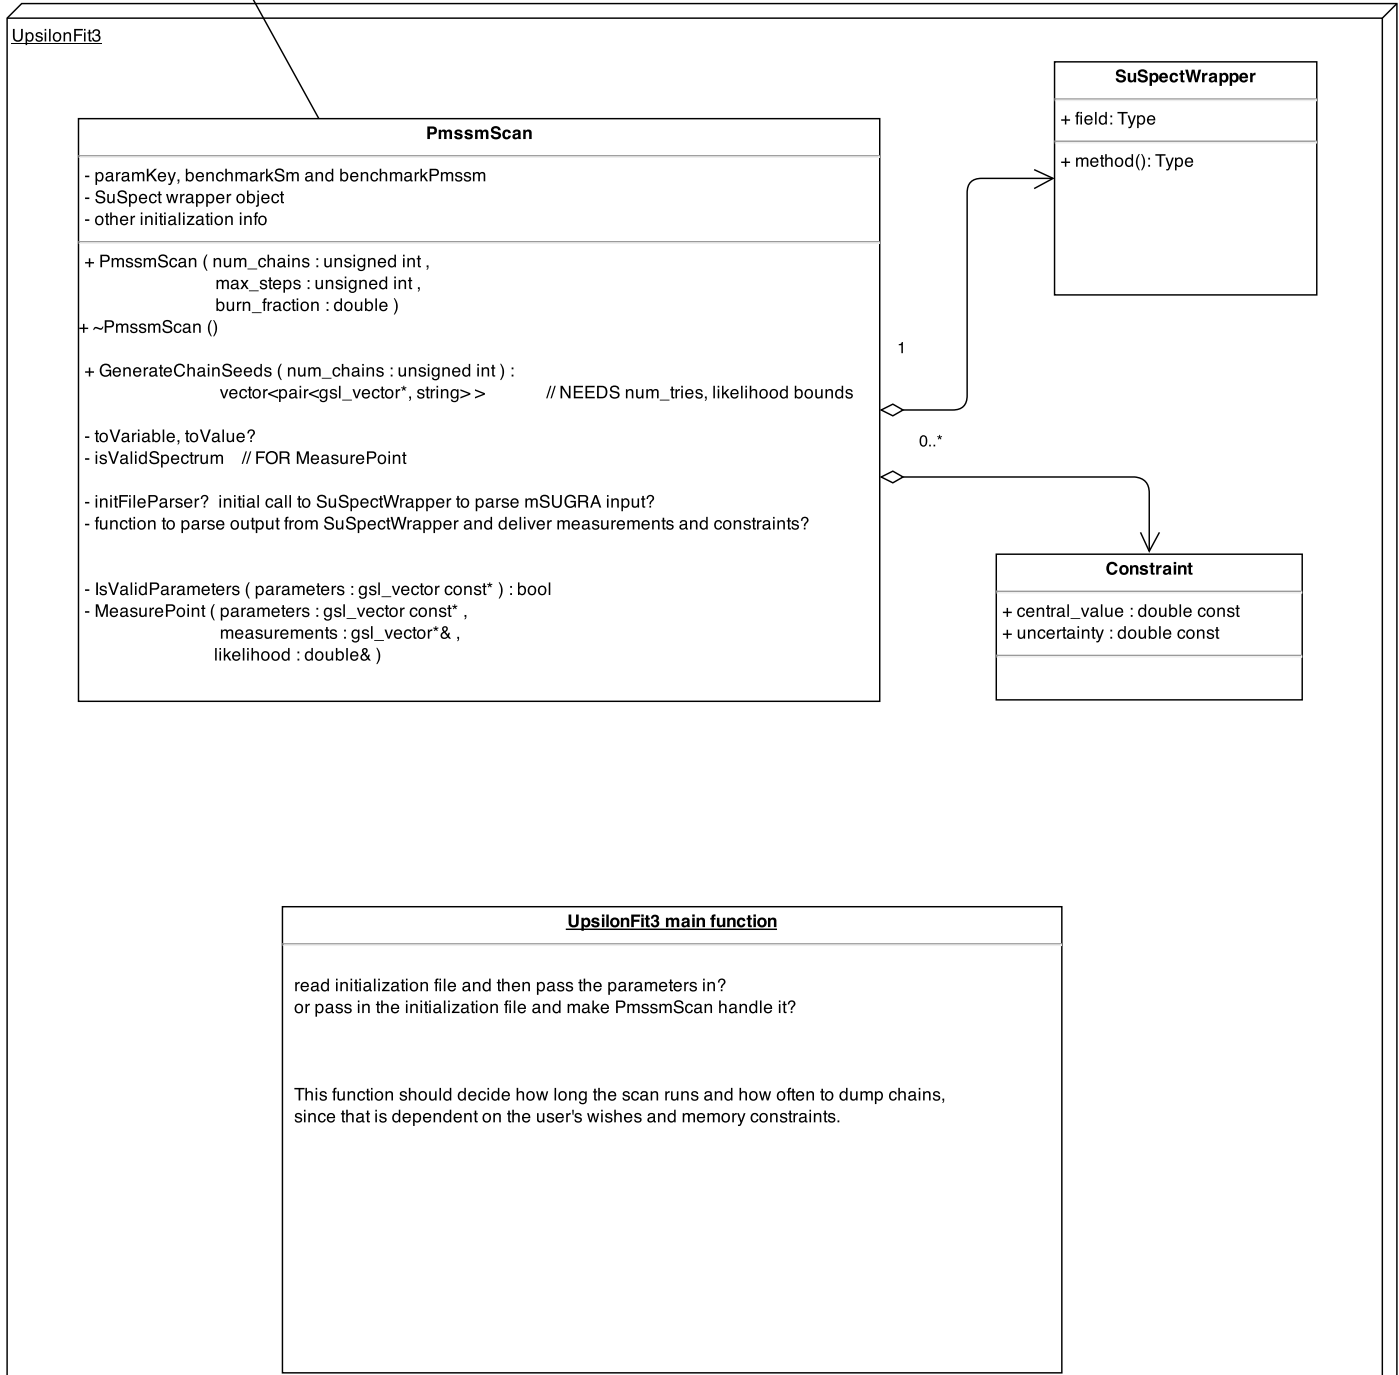 UpsilonFit3
PmssmScan
- paramKey, benchmarkSm and benchmarkPmssm
- SuSpect wrapper object
- other initialization info
+ PmssmScan ( num_chains : unsigned int ,
max_steps : unsigned int ,
burn_fraction : double )
+ ~PmssmScan ()
+ GenerateChainSeeds ( num_chains : unsigned int ) :
vector<pair<gsl_vector*, string> > // NEEDS num_tries, likelihood bounds
- toVariable, toValue?
- isValidSpectrum // FOR MeasurePoint
- initFileParser? initial call to SuSpectWrapper to parse mSUGRA input?
- function to parse output from SuSpectWrapper and deliver measurements and constraints?
- IsValidParameters ( parameters : gsl_vector const* ) : bool
- MeasurePoint ( parameters : gsl_vector const* ,
measurements : gsl_vector*& ,
likelihood : double& )
SuSpectWrapper
+ field: Type
+ method(): Type
1
0..*
Constraint
+ central_value : double const
+ uncertainty : double const
UpsilonFit3 main function
read initialization file and then pass the parameters in?
or pass in the initialization file and make PmssmScan handle it?
This function should decide how long the scan runs and how often to dump chains,
since that is dependent on the user's wishes and memory constraints.